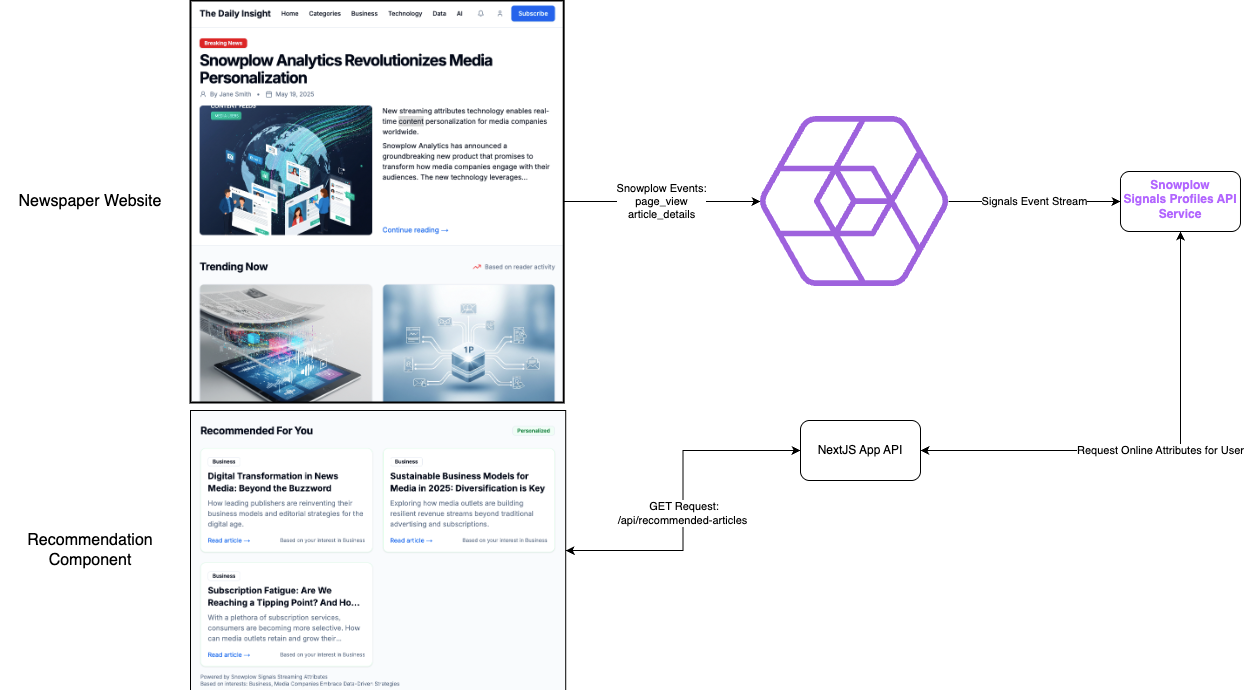 The Daily Insight
Home
Categories
Business
Technology
Data
AI
Subscribe
Breaking News
Snowplow Analytics Revolutionizes Media
Personalization
By Jane Smith • May 19, 2025
CONTENT FEEDS
New streaming attributes technology enables real-
time content personalization for media companies
worldwide.
Snowplow Analytics has announced a
groundbreaking new product that promises to
transform how media companies engage with their
audiences. The new technology leverages...
Continue reading →
Trending Now
Based on reader activity
1P
Newspaper Website
Snowplow Events:
page_view
article_details
Signals Event Stream
Snowplow
Signals Profiles API
Service
Recommended For You
Personalized
Business
Digital Transformation in News
Media: Beyond the Buzzword
How leading publishers are reinventing their
business models and editorial strategies for the
digital age.
Read article →
Based on your interest in Business
Business
Sustainable Business Models for
Media in 2025: Diversification is Key
Exploring how media outlets are building
resilient revenue streams beyond traditional
advertising and subscriptions.
Read article →
Based on your interest in Business
Business
Subscription Fatigue: Are We
Reaching a Tipping Point? And Ho...
With a plethora of subscription services,
consumers are becoming more selective. How
can media outlets retain and grow their...
Read article →
Based on your interest in Business
Powered by Snowplow Signals Streaming Attributes
Based on interests: Business, Media Companies Embrace Data-Driven Strategies
Recommendation
Component
GET Request:
/api/recommended-articles
NextJS App API
Request Online Attributes for User